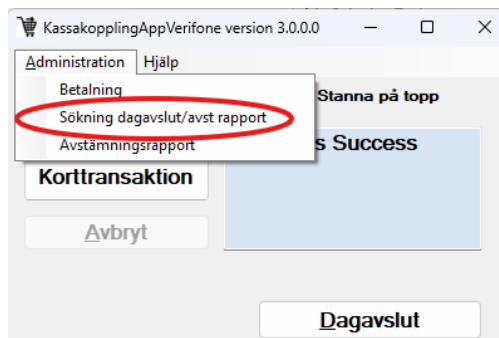 KassakopplingAppVerifone version 3.0.0.0
Administration Hjälp
Betalning
Stanna på topp
Sökning dagavslut/avst rapport
Avstämningsrapport
s Success
Korttransaktion
Avbryt
Dagavslut